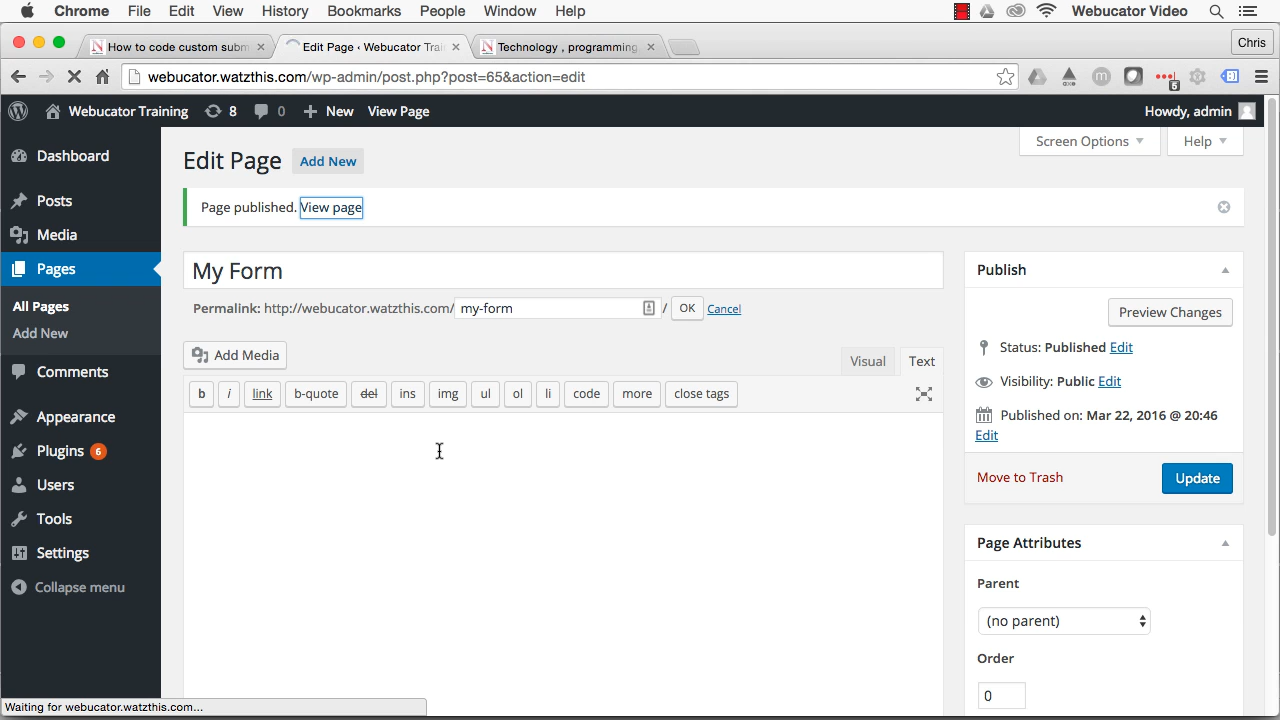 Chrome File Edit View History Bookmarks People Window Help Webucator Video
How to code custom subm
Edit Page ‹ Webucator Trai
Technology , programming,
Chris
webucator.watzthis.com/wp-admin/post.php?post=65&action=edit
6
Webucator Training 8 0 New View Page Howdy, admin
Dashboard
Posts
Media
Pages
All Pages
Add New
Comments
Appearance
Plugins 6
Users
Tools
Settings
Collapse menu
Screen Options Help
Edit Page Add New
Page published. View page
My Form
Permalink: http://webucator.watzthis.com/ my-form / OK Cancel
Add Media
Visual Text
b i link b-quote del ins img ul ol li code more close tags
Publish
Preview Changes
Status: Published Edit
Visibility: Public Edit
Published on: Mar 22, 2016 @ 20:46
Edit
Move to Trash Update
Page Attributes
Parent
(no parent)
Order
0
Waiting for webucator.watzthis.com...